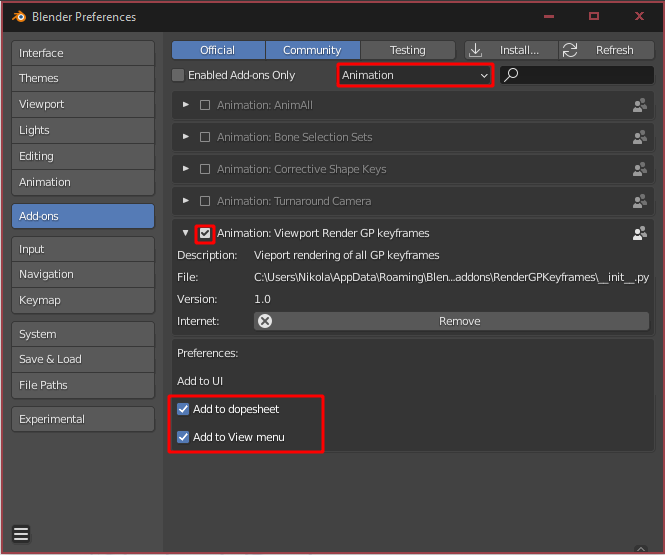 Blender Preferences
Interface
Themes
Viewport
Lights
Editing
Animation
Add-ons
Input
Navigation
Keymap
System
Save & Load
File Paths
Experimental
Official Community Testing Install... Refresh
Enabled Add-ons Only Animation
Animation: AnimAll
Animation: Bone Selection Sets
Animation: Corrective Shape Keys
Animation: Turnaround Camera
Animation: Viewport Render GP keyframes
Description: Vieport rendering of all GP keyframes
File: C:\Users\Nikola\AppData\Roaming\Blen...addons\RenderGPKeyframes\__init__.py
Version: 1.0
Internet: Remove
Preferences:
Add to UI
Add to dopesheet
Add to View menu